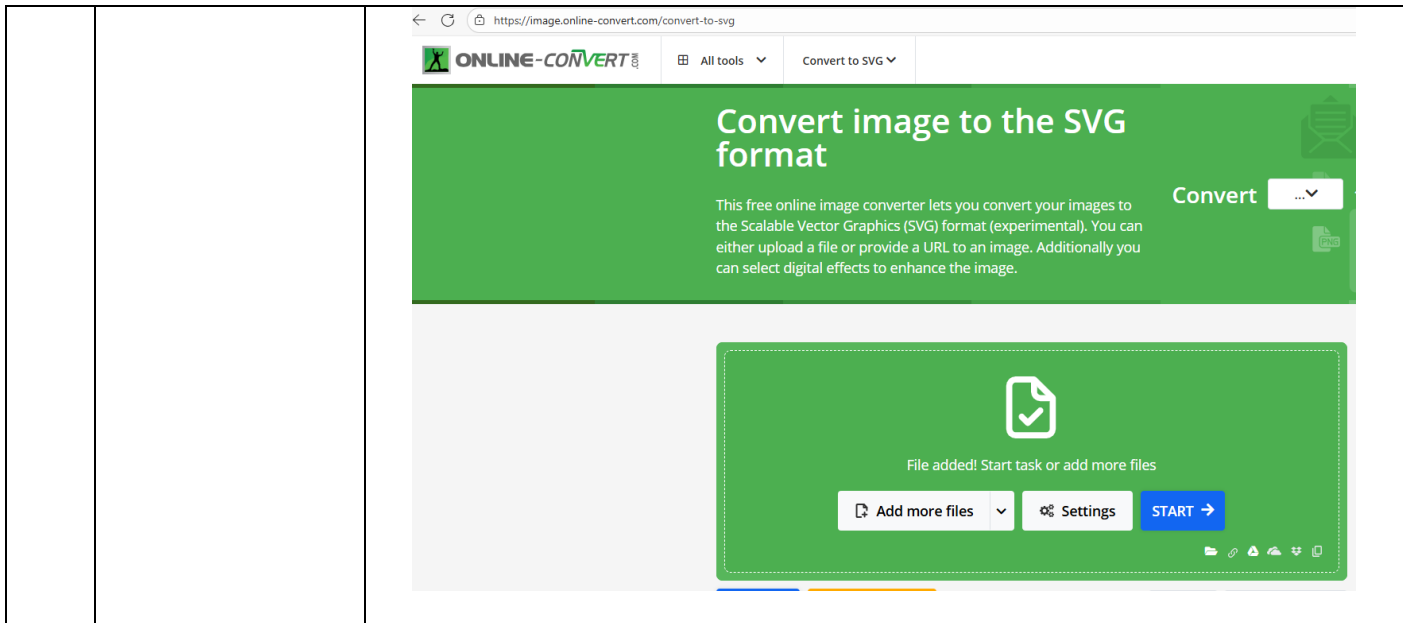 https://image.online-convert.com/convert-to-svg
ONLINE-CONVERT.COM
All tools
Convert to SVG
Convert image to the SVG
format
This free online image converter lets you convert your images to
the Scalable Vector Graphics (SVG) format (experimental). You can
either upload a file or provide a URL to an image. Additionally you
can select digital effects to enhance the image.
Convert
...
PNG
File added! Start task or add more files
Add more files
Settings
START